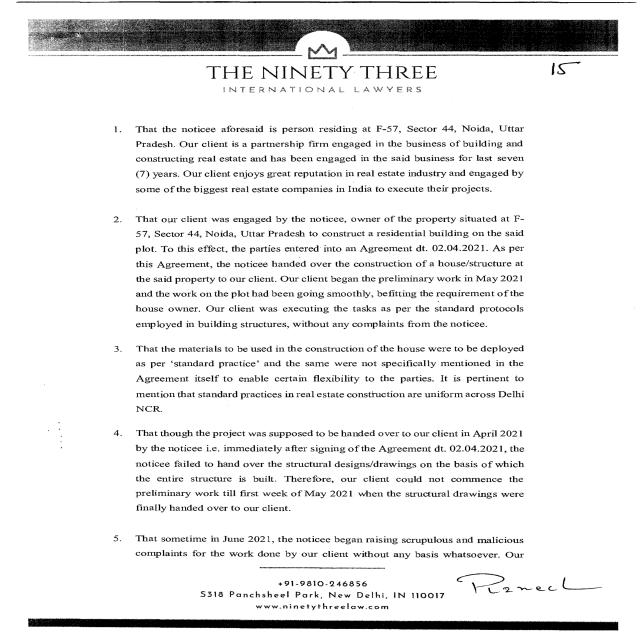 THE NINETY THREE
INTERNATIONAL LAWYERS
15
1. That the noticee aforesaid is person residing at F-57, Sector 44, Noida, Uttar
Pradesh. Our client is a partnership firm engaged in the business of building and
constructing real estate and has been engaged in the said business for last seven
(7) years. Our client enjoys great reputation in real estate industry and engaged by
some of the biggest real estate companies in India to execute their projects.
2. That our client was engaged by the noticee, owner of the property situated at F-
57, Sector 44, Noida, Uttar Pradesh to construct a residential building on the said
plot. To this effect, the parties entered into an Agreement dt. 02.04.2021. As per
this Agreement, the noticee handed over the construction of a house/structure at
the said property to our client. Our client began the preliminary work in May 2021
and the work on the plot had been going smoothly, befitting the requirement of the
house owner. Our client was executing the tasks as per the standard protocols
employed in building structures, without any complaints from the noticee.
3. That the materials to be used in the construction of the house were to be deployed
as per ‘standard practice’ and the same were not specifically mentioned in the
Agreement itself to enable certain flexibility to the parties. It is pertinent to
mention that standard practices in real estate construction are uniform across Delhi
NCR.
4. That though the project was supposed to be handed over to our client in April 2021
by the noticee i.e. immediately after signing of the Agreement dt. 02.04.2021, the
noticee failed to hand over the structural designs/drawings on the basis of which
the entire structure is built. Therefore, our client could not commence the
preliminary work till first week of May 2021 when the structural drawings were
finally handed over to our client.
5. That sometime in June 2021, the noticee began raising scrupulous and malicious
complaints for the work done by our client without any basis whatsoever. Our
+91-9810-246856
5318 Panchsheel Park, New Delhi, IN 110017
www.ninetythreelaw.com